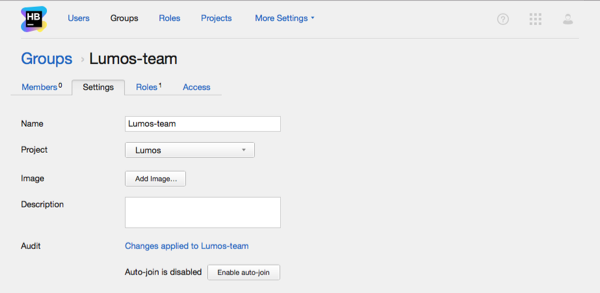 HB
Users Groups Roles Projects More Settings
Groups › Lumos-team
Members 0 Settings Roles 1 Access
Name Lumos-team
Project Lumos
Image Add Image...
Description
Audit Changes applied to Lumos-team
Auto-join is disabled Enable auto-join